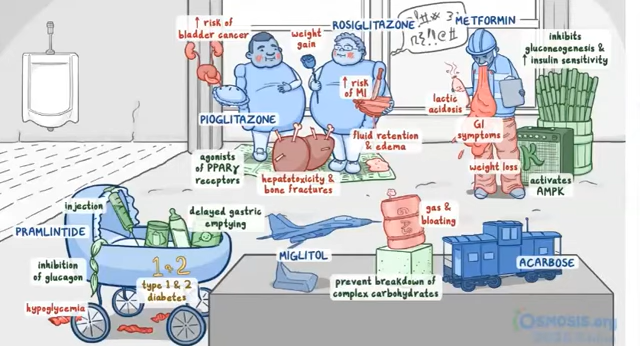 ↑ risk of
bladder cancer
weight
gain
ROSIGLITAZONE
METFORMIN
inhibits
gluconeogenesis &
↑ insulin sensitivity
↑ risk
of MI
lactic
acidosis
PIOGLITAZONE
GI
symptoms
fluid retention
& edema
agonists
of PPARγ
receptors
hepatotoxicity &
bone fractures
weight loss
K
activates
AMPK
injection
delayed gastric
emptying
gas &
bloating
PRAMLINTIDE
MIGLITOL
ACARBOSE
inhibition
of glucagon
1 & 2
type 1 & 2
diabetes
prevent breakdown of
complex carbohydrates
hypoglycemia
OSMOSIS.org